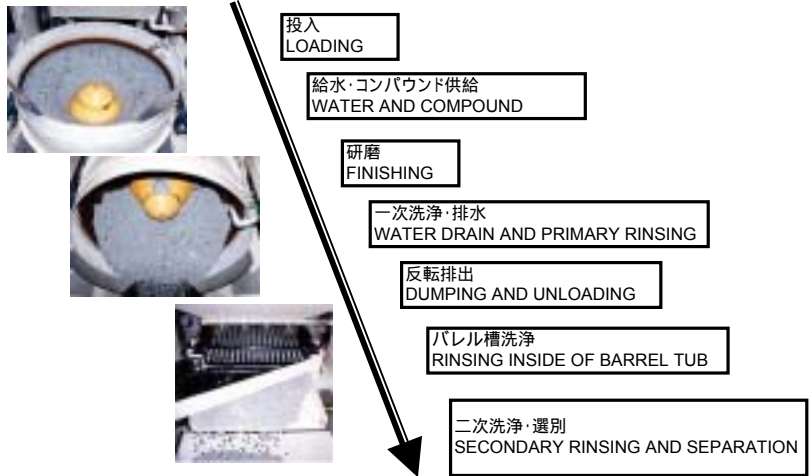 投入
LOADING
給水･コンパウンド供給
WATER AND COMPOUND
研磨
FINISHING
一次洗浄･排水
WATER DRAIN AND PRIMARY RINSING
反転排出
DUMPING AND UNLOADING
バレル槽洗浄
RINSING INSIDE OF BARREL TUB
二次洗浄･選別
SECONDARY RINSING AND SEPARATION